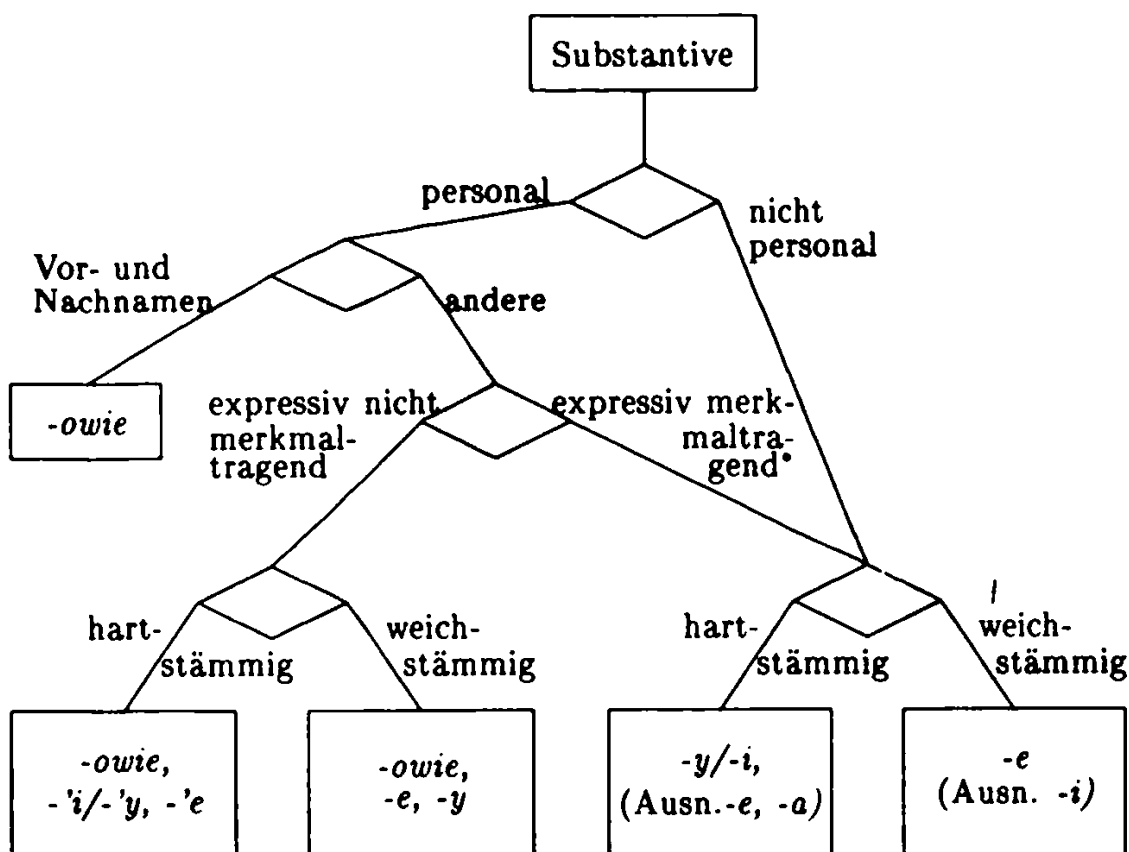 Substantive
personal
nicht
personal
Vor- und
Nachnamen
andere
-owie
expressiv nicht
merkmal-
tragend
expressiv merk-
maltra-
gend*
hart-
stämmig
weich-
stämmig
hart-
stämmig
weich-
stämmig
-owie,
-'i/-'y, -'e
-owie,
-e, -y
-y/-i,
(Ausn.-e, -a)
-e
(Ausn. -i)